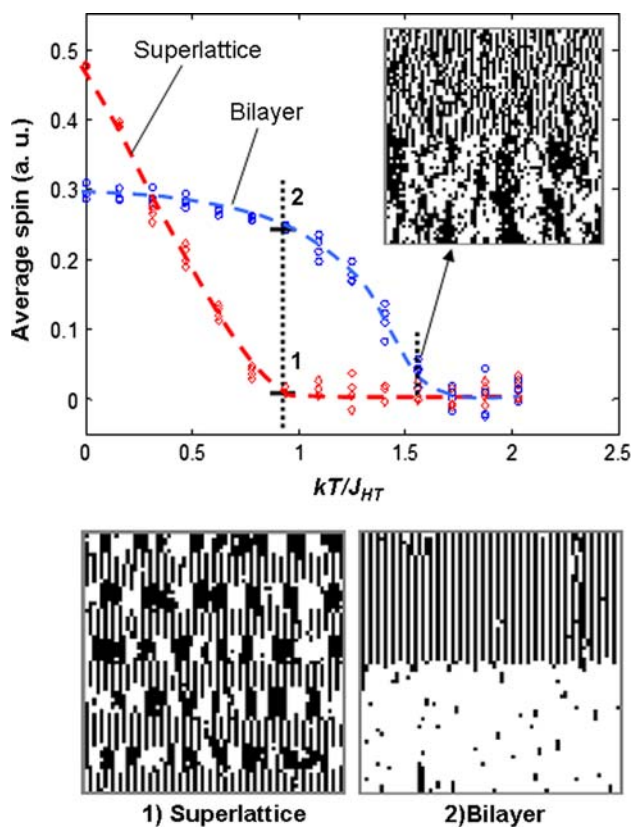 0.5
Superlattice
0.4
Bilayer
0.3
2
0.2
0.1
1
0
Average spin (a. u.)
0 0.5 1 1.5 2 2.5
kT/J_HT
1) Superlattice
2)Bilayer